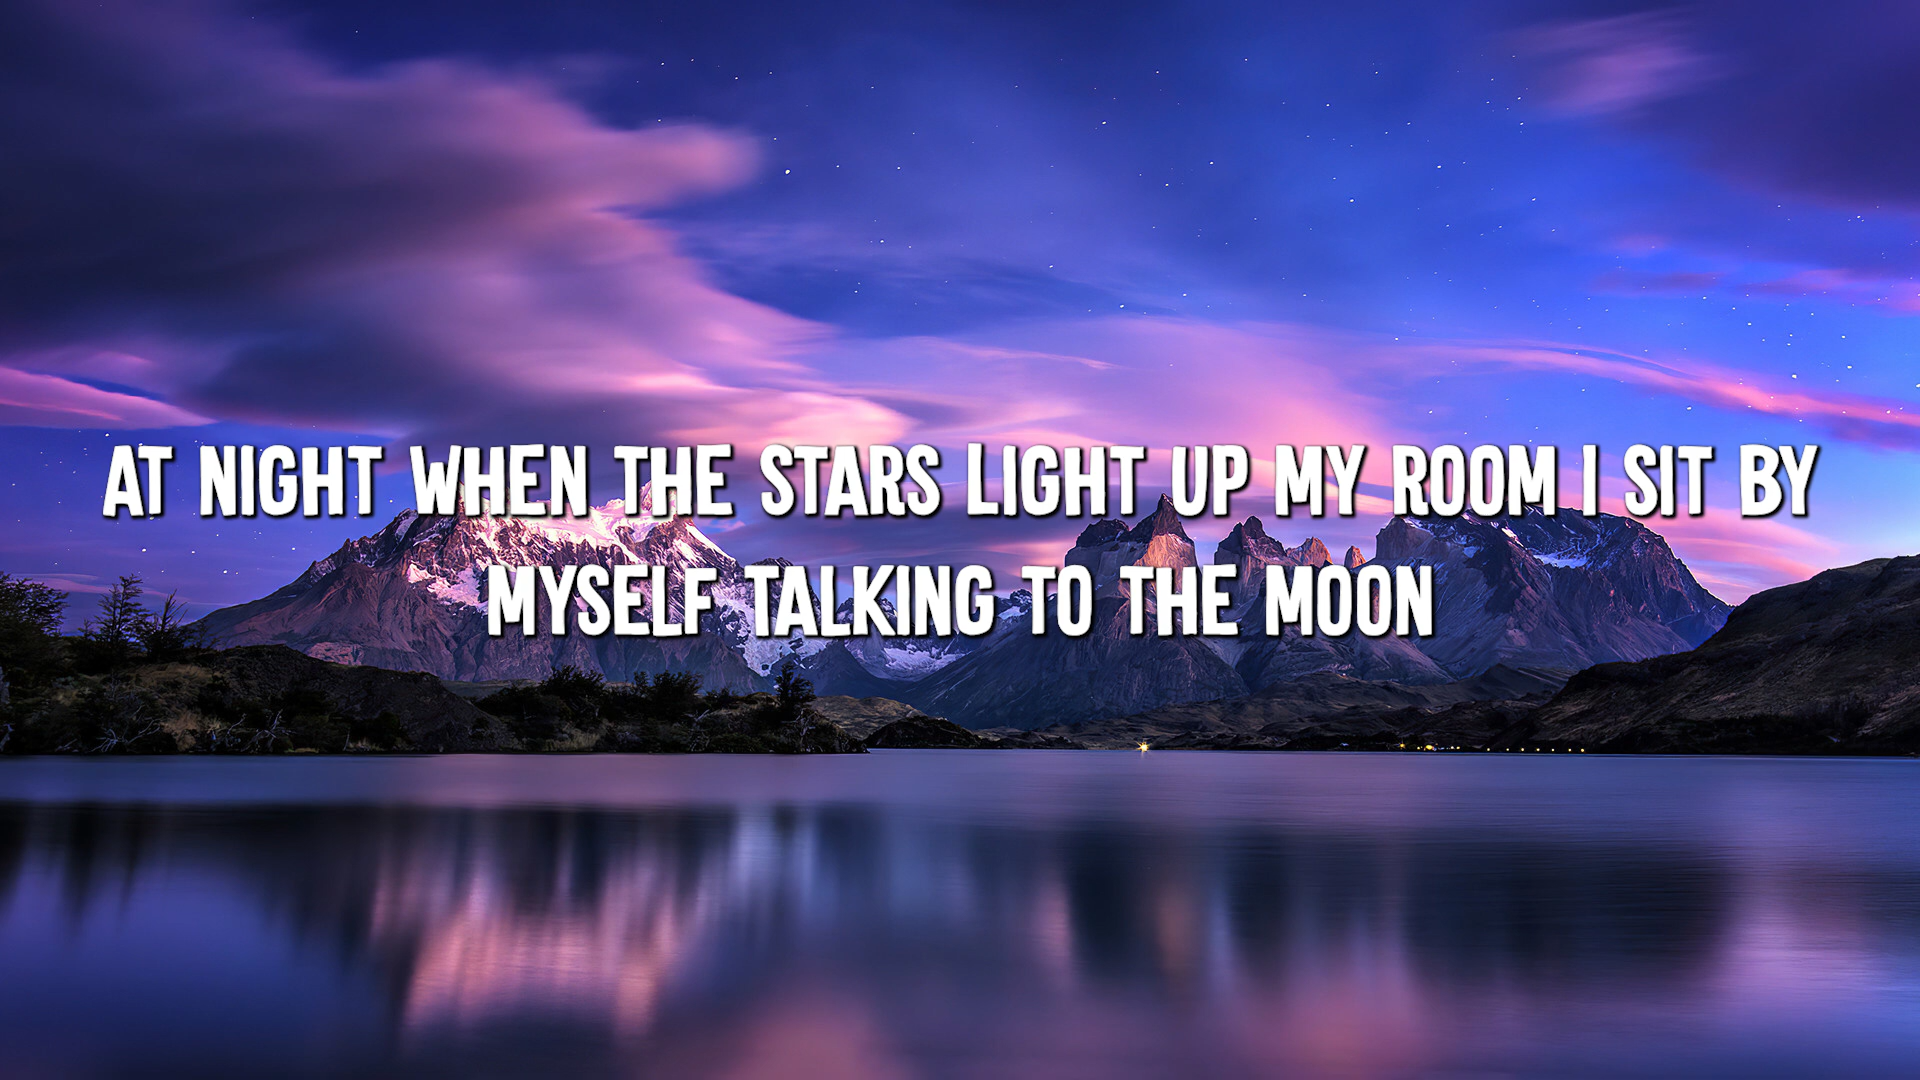 AT NIGHT WHEN THE STARS LIGHT UP MY ROOM I SIT BY
MYSELF TALKING TO THE MOON